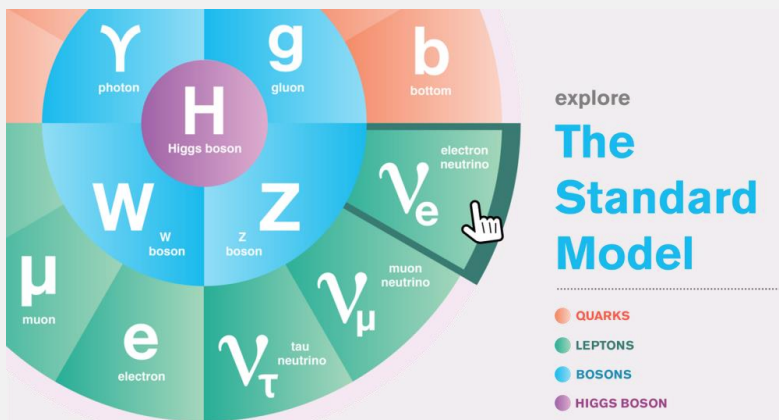 γ
photon
g
gluon
b
bottom
H
Higgs boson
W
W
boson
Z
Z
boson
electron
neutrino
νe
muon
neutrino
νμ
tau
neutrino
ντ
e
electron
μ
muon
explore
The
Standard
Model
QUARKS
LEPTONS
BOSONS
HIGGS BOSON